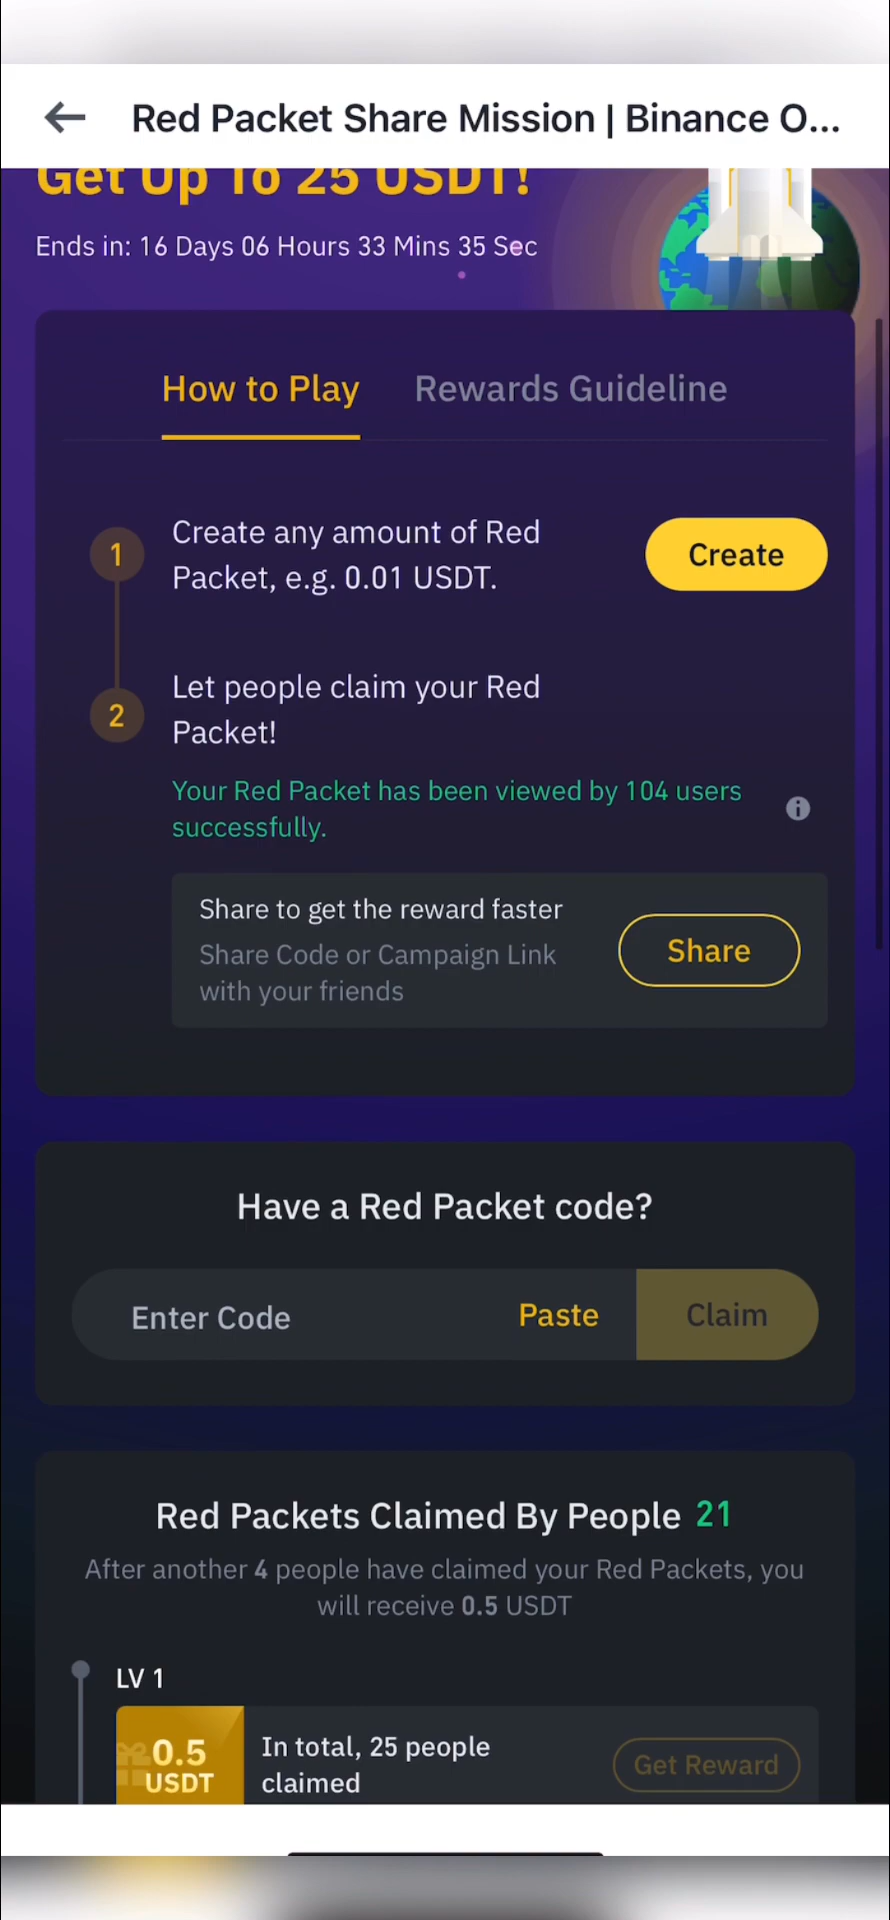 Red Packet Share Mission | Binance O...
Get Up To 25 USDT!
Ends in: 16 Days 06 Hours 33 Mins 35 Sec
How to Play
Rewards Guideline
1
Create any amount of Red
Packet, e.g. 0.01 USDT.
Create
2
Let people claim your Red
Packet!
Your Red Packet has been viewed by 104 users
successfully.
Share to get the reward faster
Share Code or Campaign Link
with your friends
Share
Have a Red Packet code?
Enter Code
Paste
Claim
Red Packets Claimed By People 21
After another 4 people have claimed your Red Packets, you
will receive 0.5 USDT
LV 1
0.5
USDT
In total, 25 people
claimed
Get Reward